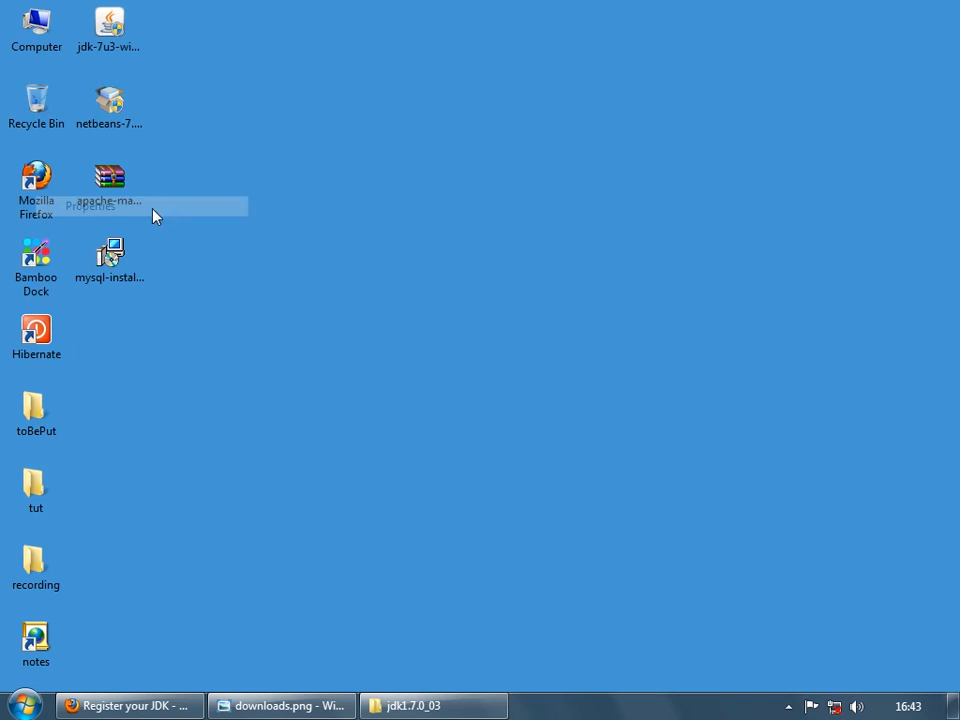 Computer
jdk-7u3-wi...
Recycle Bin
netbeans-7....
Mozilla
Firefox
apache-ma...
Properties
Bamboo
Dock
mysql-instal...
Hibernate
toBePut
tut
recording
notes
Register your JDK - ...
downloads.png - Wi...
jdk1.7.0_03
16:43